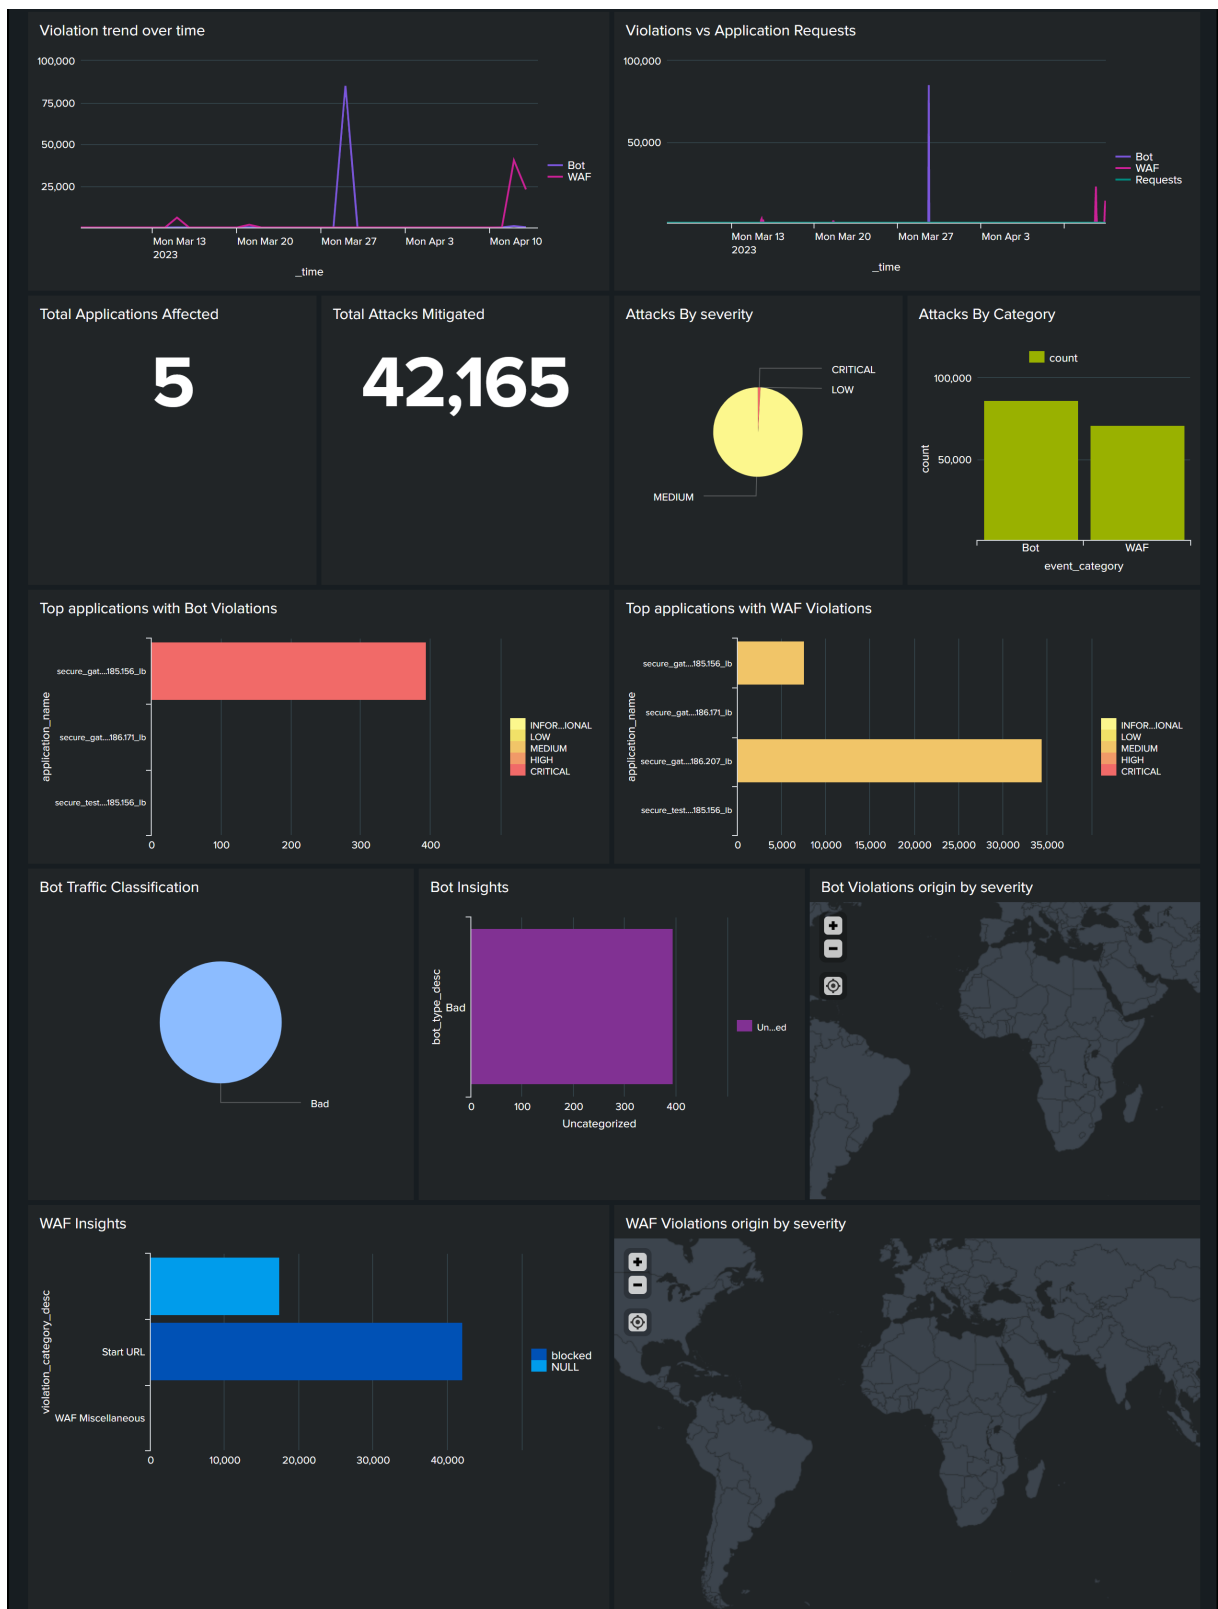 Violation trend over time
100,000
75,000
50,000
25,000
Bot
WAF
Mon Mar 13
2023
Mon Mar 20
Mon Mar 27
Mon Apr 3
Mon Apr 10
_time
Violations vs Application Requests
100,000
50,000
Bot
WAF
Requests
Mon Mar 13
2023
Mon Mar 20
Mon Mar 27
Mon Apr 3
_time
Total Applications Affected
5
Total Attacks Mitigated
42,165
Attacks By severity
CRITICAL
LOW
MEDIUM
Attacks By Category
count
100,000
50,000
count
Bot
WAF
event_category
Top applications with Bot Violations
application_name
secure_gat....185.156_lb
secure_gat....186.171_lb
secure_test....185.156_lb
0 100 200 300 400
INFOR...IONAL
LOW
MEDIUM
HIGH
CRITICAL
Top applications with WAF Violations
application_name
secure_gat....185.156_lb
secure_gat....186.171_lb
secure_gat....186.207_lb
secure_test....185.156_lb
0 5,000 10,000 15,000 20,000 25,000 30,000 35,000
INFOR...IONAL
LOW
MEDIUM
HIGH
CRITICAL
Bot Traffic Classification
Bad
Bot Insights
bot_type_desc
Bad
0 100 200 300 400
Uncategorized
Un...ed
Bot Violations origin by severity
WAF Insights
violation_category_desc
Start URL
WAF Miscellaneous
0 10,000 20,000 30,000 40,000
blocked
NULL
WAF Violations origin by severity